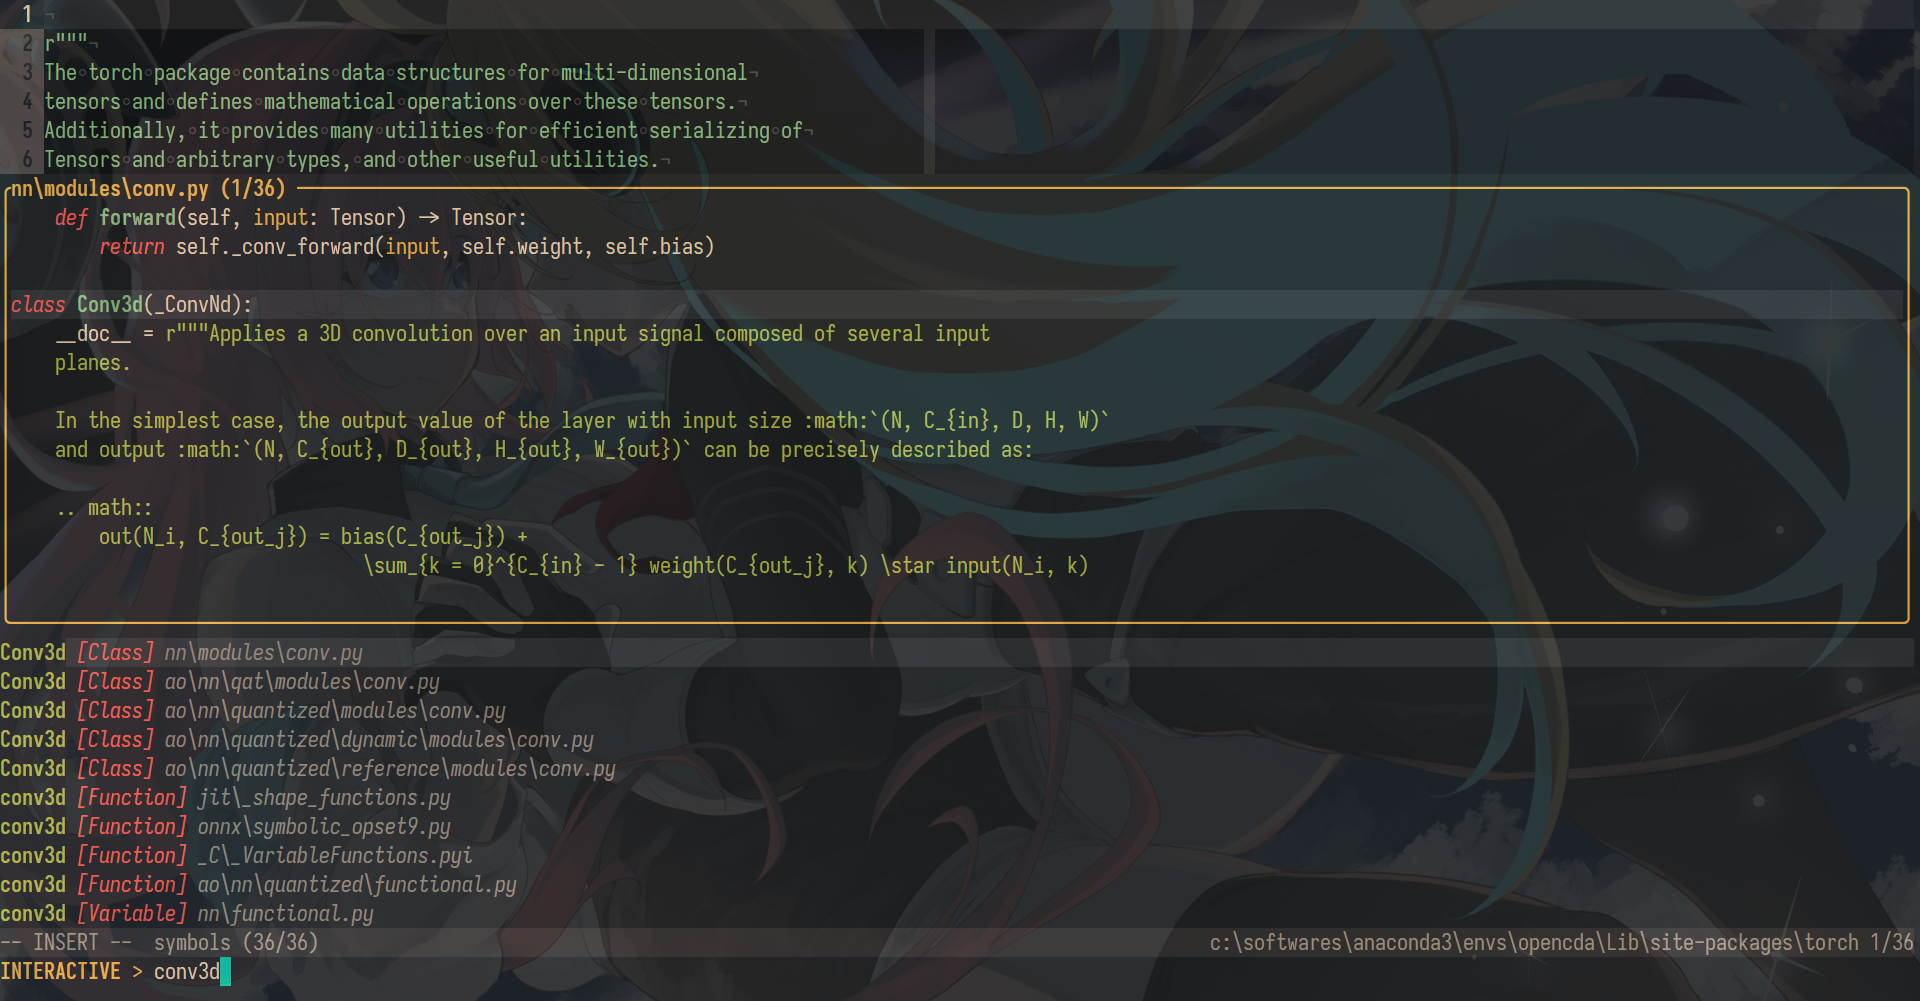 1 ¬
2 r"""¬
3 The◦torch◦package◦contains◦data◦structures◦for◦multi-dimensional¬
4 tensors◦and◦defines◦mathematical◦operations◦over◦these◦tensors.¬
5 Additionally,◦it◦provides◦many◦utilities◦for◦efficient◦serializing◦of¬
6 Tensors◦and◦arbitrary◦types,◦and◦other◦useful◦utilities.¬
nn\modules\conv.py (1/36)
def forward(self, input: Tensor) -> Tensor:
return self._conv_forward(input, self.weight, self.bias)
class Conv3d(_ConvNd):
__doc__ = r"""Applies a 3D convolution over an input signal composed of several input
planes.
In the simplest case, the output value of the layer with input size :math:`(N, C_{in}, D, H, W)`
and output :math:`(N, C_{out}, D_{out}, H_{out}, W_{out})` can be precisely described as:
.. math::
out(N_i, C_{out_j}) = bias(C_{out_j}) +
\sum_{k = 0}^{C_{in} - 1} weight(C_{out_j}, k) \star input(N_i, k)
Conv3d [Class] nn\modules\conv.py
Conv3d [Class] ao\nn\qat\modules\conv.py
Conv3d [Class] ao\nn\quantized\modules\conv.py
Conv3d [Class] ao\nn\quantized\dynamic\modules\conv.py
Conv3d [Class] ao\nn\quantized\reference\modules\conv.py
conv3d [Function] jit\_shape_functions.py
conv3d [Function] onnx\symbolic_opset9.py
conv3d [Function] _C\_VariableFunctions.pyi
conv3d [Function] ao\nn\quantized\functional.py
conv3d [Variable] nn\functional.py
-- INSERT -- symbols (36/36) c:\softwares\anaconda3\envs\opencda\Lib\site-packages\torch 1/36
INTERACTIVE > conv3d